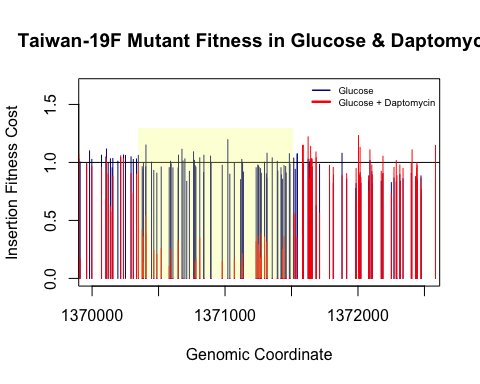 Taiwan-19F Mutant Fitness in Glucose & Daptomyc
Glucose
Glucose + Daptomycin
Insertion Fitness Cost
1.5
1.0
0.5
0.0
1370000
1371000
1372000
Genomic Coordinate